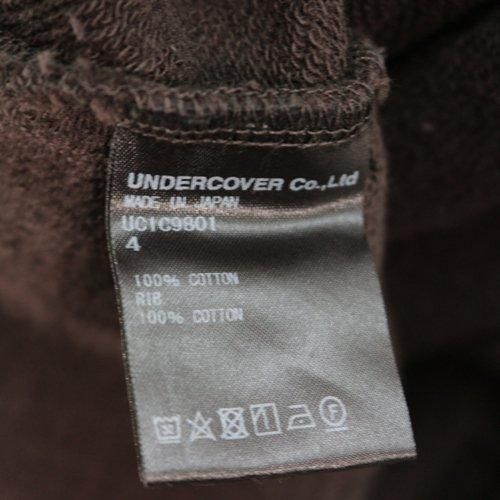 UNDERCOVER Co.,Ltd
MADE IN JAPAN
UC1C9801
4
100% COTTON
RIB
100% COTTON
F